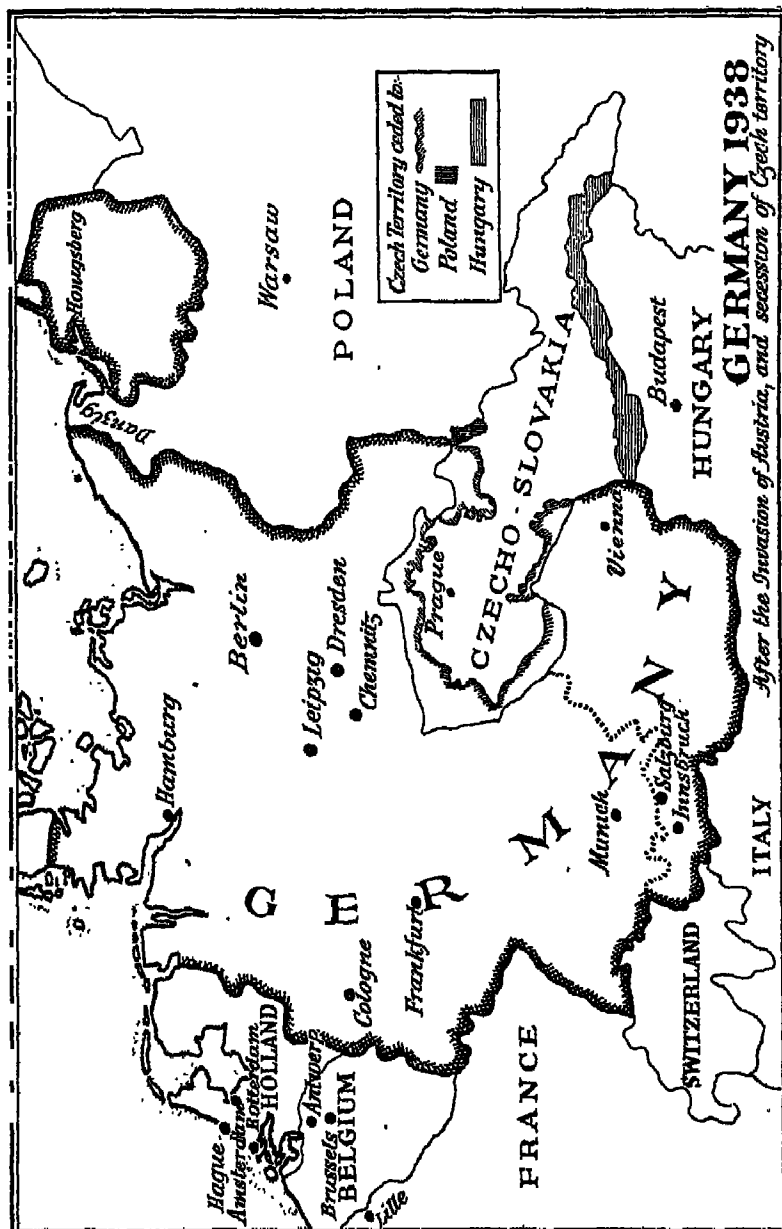 GERMANY 1938
After the Invasion of Austria, and secession of Czech territory
Czech Territory ceded to:-
Germany
Poland
Hungary
Konigsberg
Danzig
Warsaw
POLAND
Hamburg
Berlin
Leipzig
Dresden
Chemnitz
Prague
CZECHO-SLOVAKIA
Budapest
HUNGARY
Vienna
GERMANY
Cologne
Frankfurt
Munich
Salzburg
Innsbruck
ITALY
SWITZERLAND
FRANCE
Hague
Amsterdam
Rotterdam
HOLLAND
Antwerp
Brussels
BELGIUM
Lille